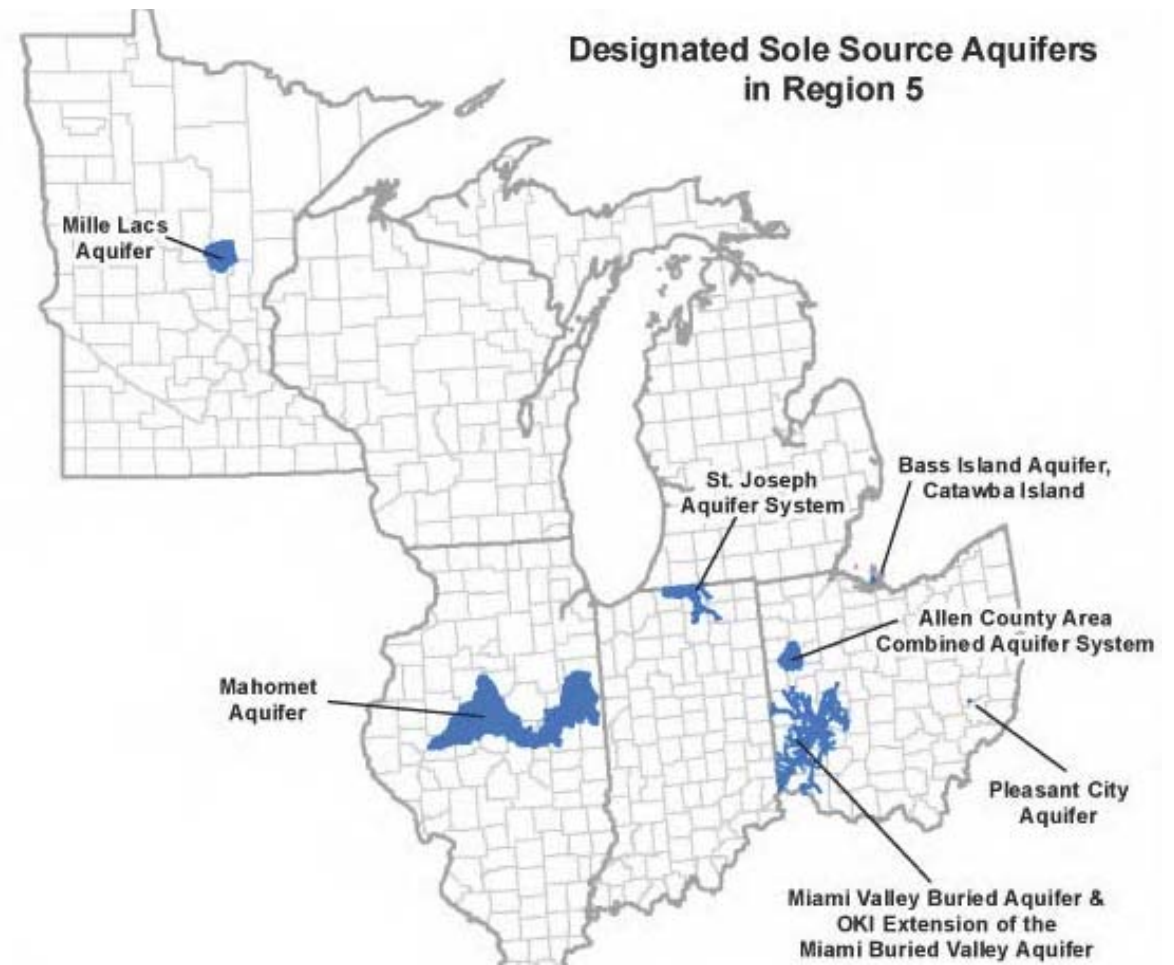 Designated Sole Source Aquifers
in Region 5
Mille Lacs
Aquifer
St. Joseph
Aquifer System
Bass Island Aquifer,
Catawba Island
Allen County Area
Combined Aquifer System
Mahomet
Aquifer
Pleasant City
Aquifer
Miami Valley Buried Aquifer &
OKI Extension of the
Miami Buried Valley Aquifer